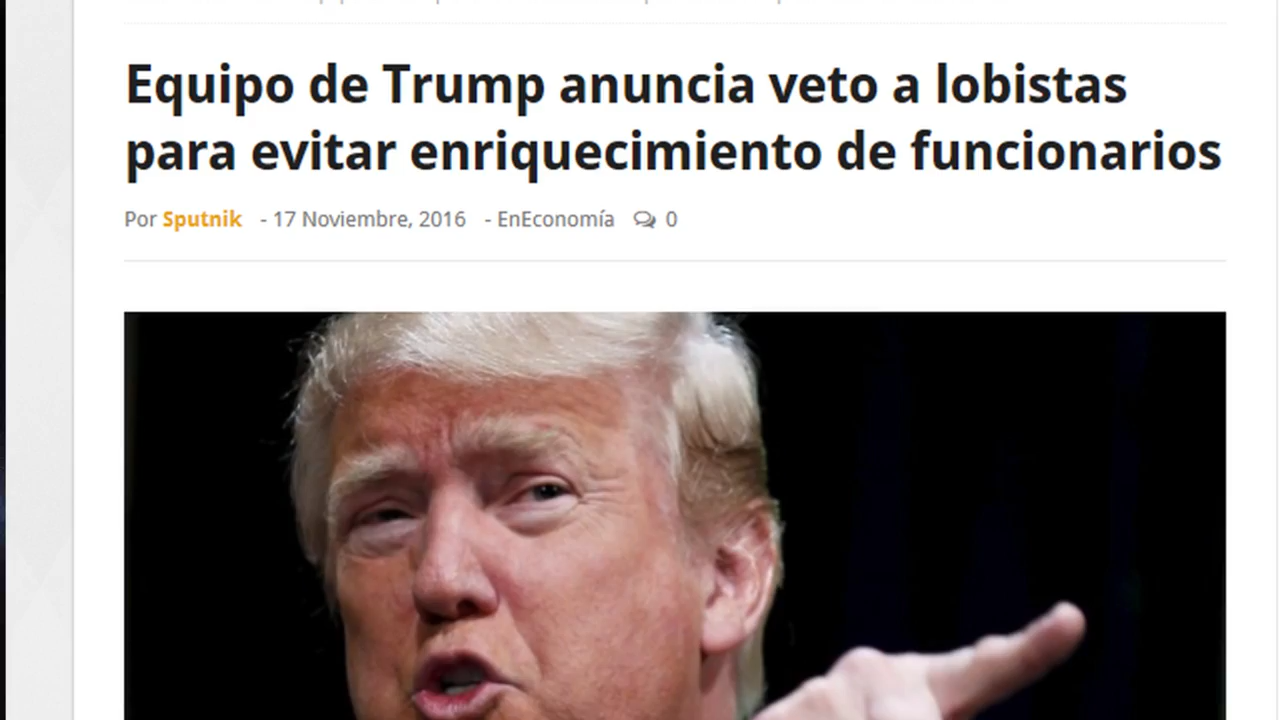 Equipo de Trump anuncia veto a lobistas
para evitar enriquecimiento de funcionarios
Por Sputnik - 17 Noviembre, 2016 - EnEconomía 0